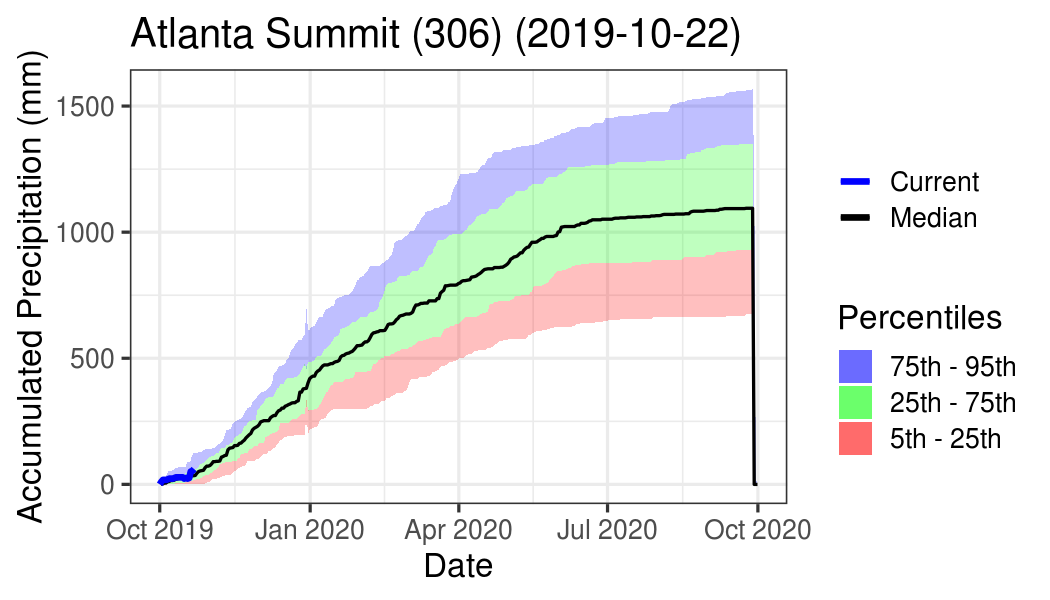 Atlanta Summit (306) (2019-10-22)
Accumulated Precipitation (mm)
1500
1000
500
0
Oct 2019
Jan 2020
Apr 2020
Jul 2020
Oct 2020
Date
Current
Median
Percentiles
75th - 95th
25th - 75th
5th - 25th